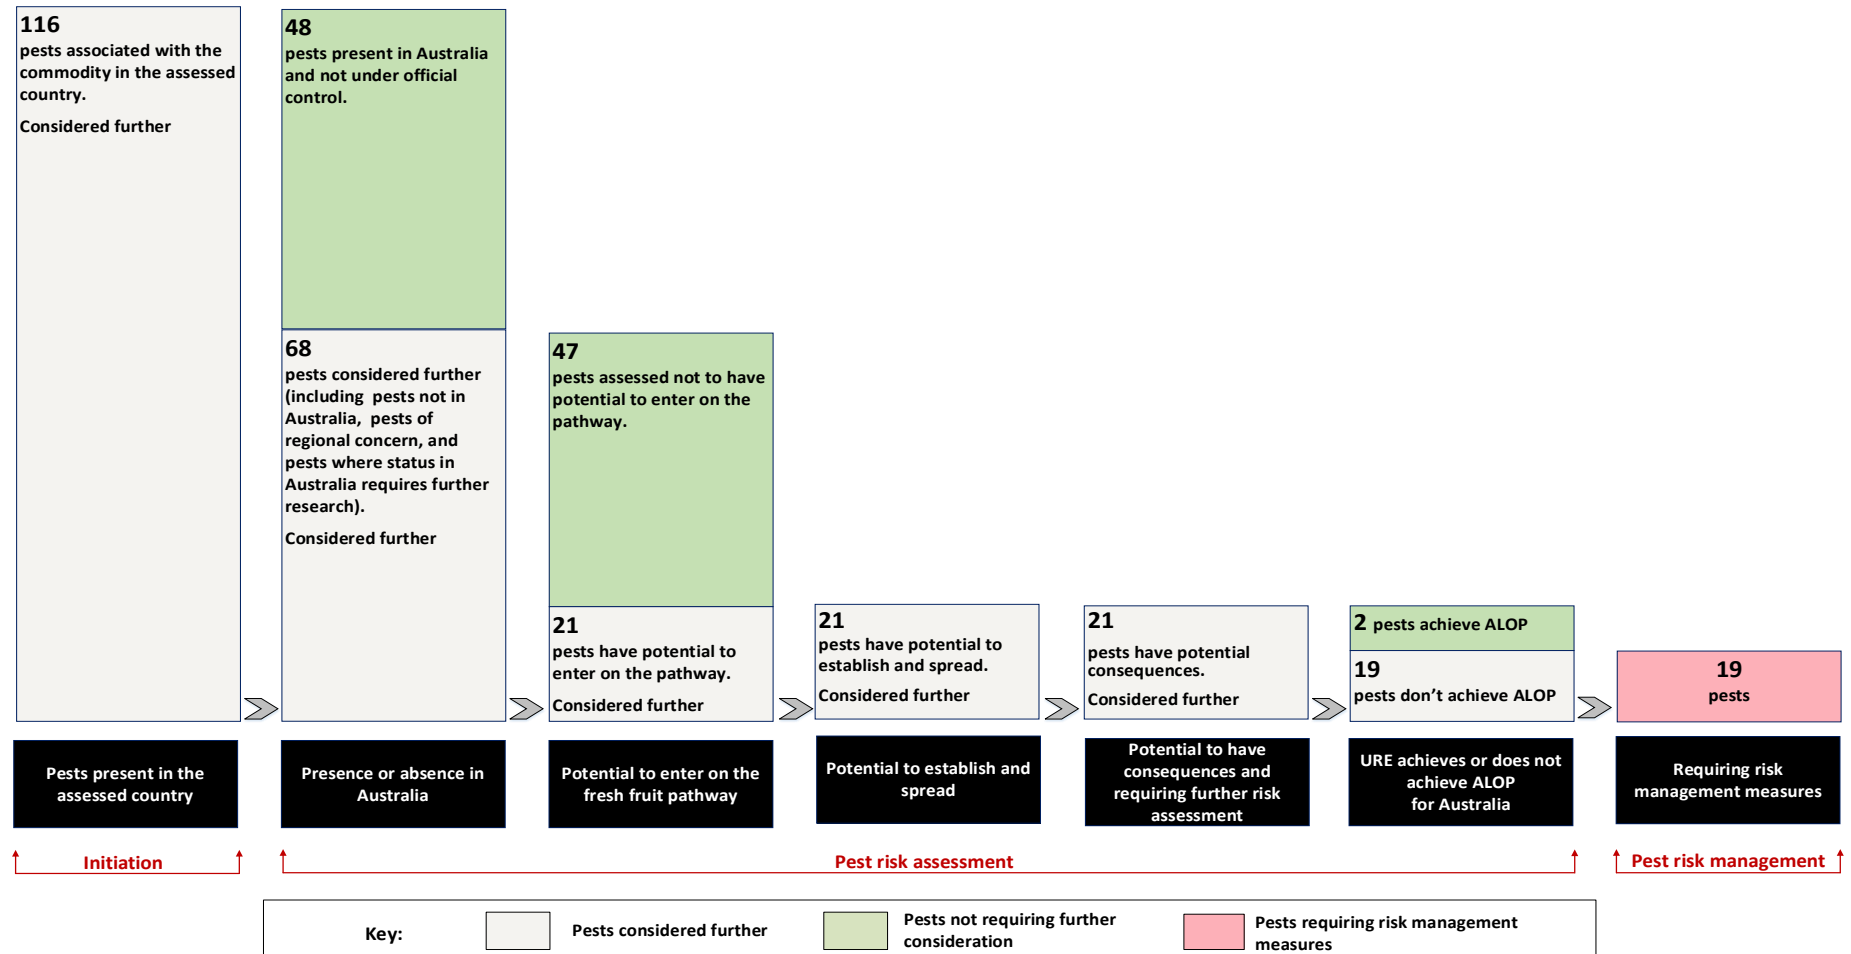 116
pests associated with the
commodity in the assessed
country.
Considered further
48
pests present in Australia
and not under official
control.
68
pests considered further
(including pests not in
Australia, pests of
regional concern, and
pests where status in
Australia requires further
research).
Considered further
47
pests assessed not to have
potential to enter on the
pathway.
21
pests have potential to
enter on the pathway.
Considered further
21
pests have potential to
establish and spread.
Considered further
21
pests have potential
consequences.
Considered further
2 pests achieve ALOP
19
pests don't achieve ALOP
19
pests
Pests present in the
assessed country
Presence or absence in
Australia
Potential to enter on the
fresh fruit pathway
Potential to establish and
spread
Potential to have
consequences and
requiring further risk
assessment
URE achieves or does not
achieve ALOP
for Australia
Requiring risk
management measures
Initiation
Pest risk assessment
Pest risk management
Key:
Pests considered further
Pests not requiring further
consideration
Pests requiring risk management
measures